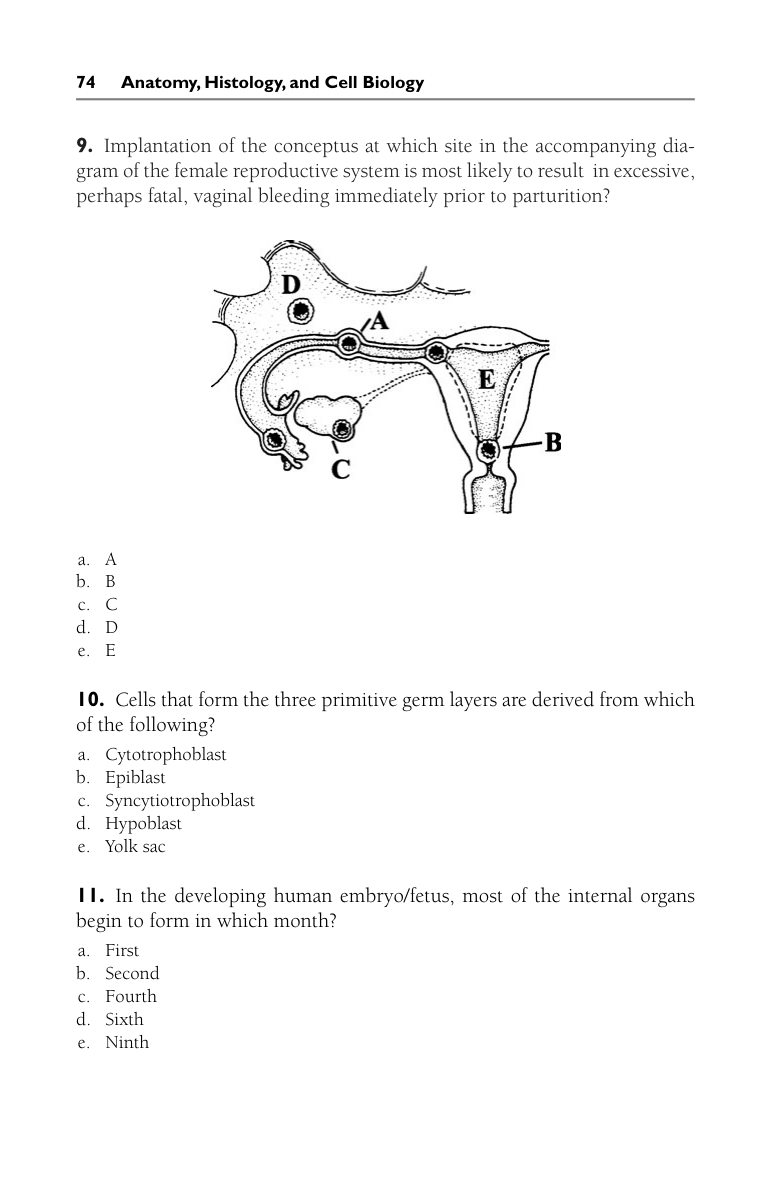 74 Anatomy, Histology, and Cell Biology
9. Implantation of the conceptus at which site in the accompanying dia-
gram of the female reproductive system is most likely to result in excessive,
perhaps fatal, vaginal bleeding immediately prior to parturition?
D
A
E
B
C
a. A
b. B
c. C
d. D
e. E
10. Cells that form the three primitive germ layers are derived from which
of the following?
a. Cytotrophoblast
b. Epiblast
c. Syncytiotrophoblast
d. Hypoblast
e. Yolk sac
11. In the developing human embryo/fetus, most of the internal organs
begin to form in which month?
a. First
b. Second
c. Fourth
d. Sixth
e. Ninth